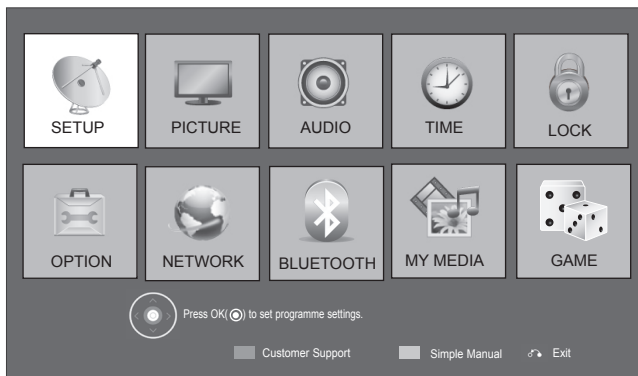 SETUP PICTURE AUDIO TIME LOCK
OPTION NETWORK BLUETOOTH MY MEDIA GAME
Press OK( ) to set programme settings.
Customer Support Simple Manual Exit